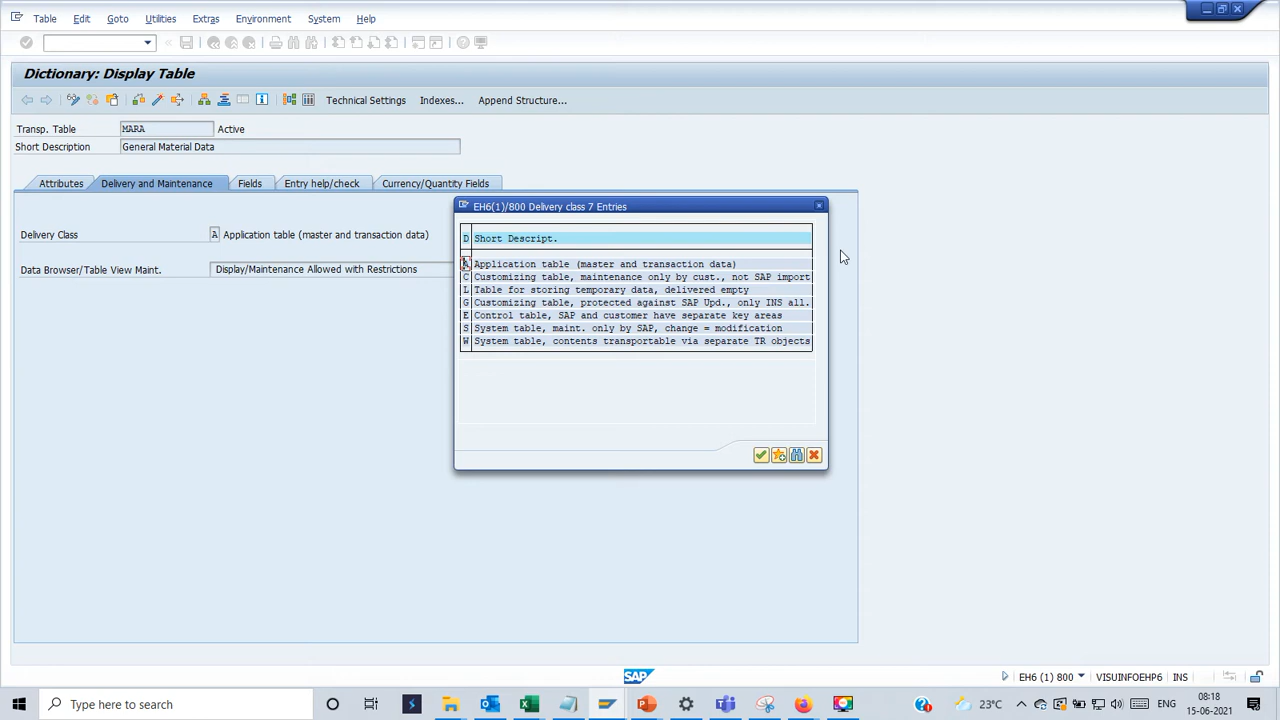 Table Edit Goto Utilities Extras Environment System Help
Dictionary: Display Table
Technical Settings Indexes... Append Structure...
Transp. Table MARA Active
Short Description General Material Data
Attributes Delivery and Maintenance Fields Entry help/check Currency/Quantity Fields
EH6(1)/800 Delivery class 7 Entries
Delivery Class A Application table (master and transaction data)
Data Browser/Table View Maint. Display/Maintenance Allowed with Restrictions
D Short Descript.
A Application table (master and transaction data)
C Customizing table, maintenance only by cust., not SAP import
L Table for storing temporary data, delivered empty
G Customizing table, protected against SAP Upd., only INS all.
E Control table, SAP and customer have separate key areas
S System table, maint. only by SAP, change = modification
W System table, contents transportable via separate TR objects
SAP
EH6 (1) 800 VISUINFOEHP6 INS
Type here to search
23°C
08:18
15-06-2021